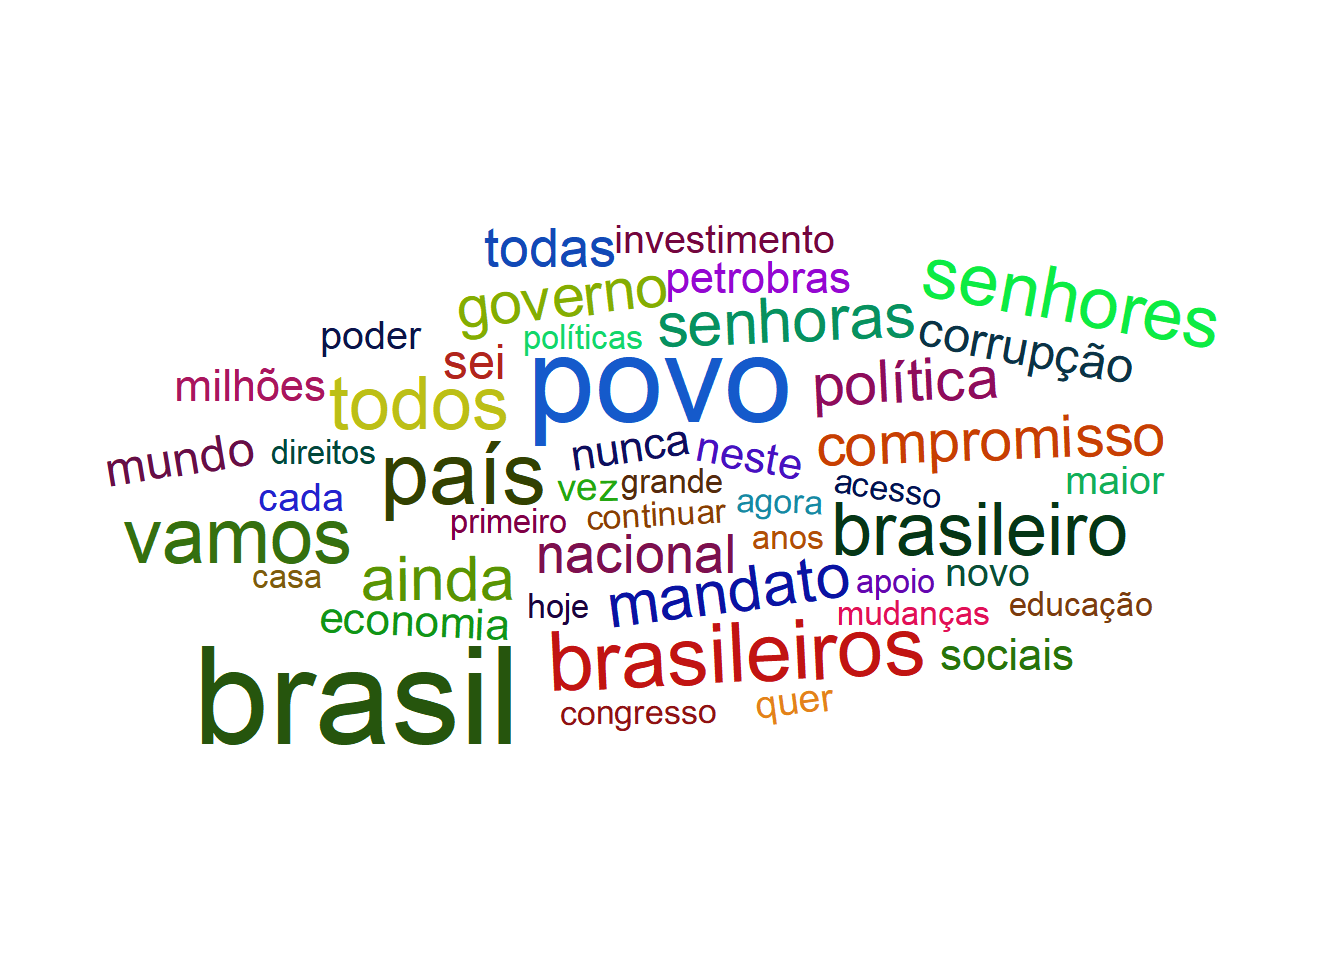 todas investimento
governo petrobras senhores
poder políticas senhoras corrupção
milhões sei todos povo política
mundo direitos país nunca neste compromisso
cada vez grande agora acesso maior
vamos primeiro continuar nacional anos brasileiro
casa ainda hoje mandato apoio novo
economia mudanças educação
brasil brasileiros sociais
congresso quer